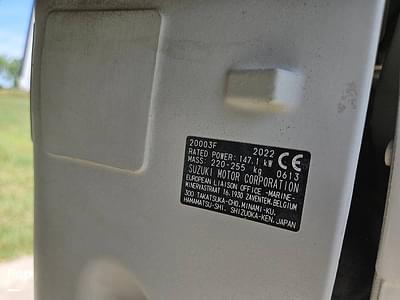 20003F 2022
RATED POWER: 147.1 kW CE
MASS: 220-255 kg 0613
SUZUKI MOTOR CORPORATION
EUROPEAN LIAISON OFFICE -MARINE-
MINERVASTRAAT 16, 1930 ZAVENTEM, BELGIUM
300 TAKATSUKA-CHO, MINAMI-KU,
HAMAMATSU-SHI, SHIZUOKA-KEN, JAPAN